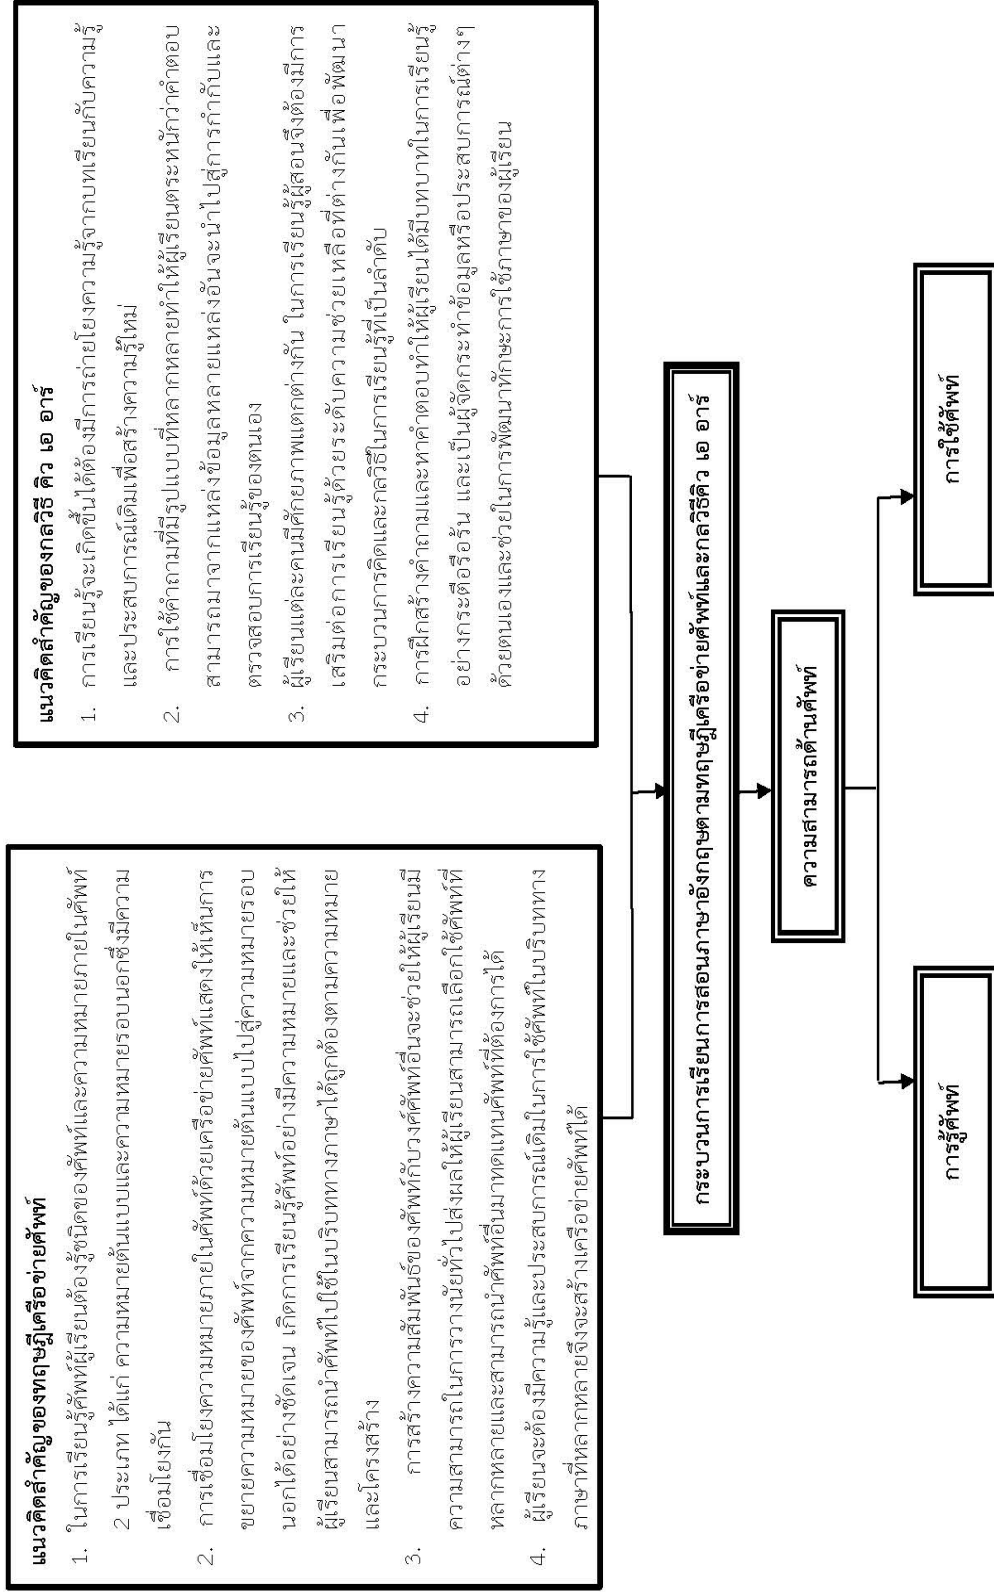 แนวคิดสำคัญของทฤษฎีเครือข่ายศัพท์
1. ในการเรียนรู้ศัพท์ผู้เรียนต้องรู้ชนิดของศัพท์และความหมายภายในศัพท์
2 ประเภท ได้แก่ ความหมายต้นแบบและความหมายรอบนอกซึ่งมีความ
เชื่อมโยงกัน
2. การเชื่อมโยงความหมายภายในศัพท์ด้วยเครือข่ายศัพท์แสดงให้เห็นการ
ขยายความหมายของศัพท์จากความหมายต้นแบบไปสู่ความหมายรอบ
นอกได้อย่างชัดเจน เกิดการเรียนรู้ศัพท์อย่างมีความหมายและช่วยให้
ผู้เรียนสามารถนำศัพท์ไปใช้ในบริบททางภาษาได้ถูกต้องตามความหมาย
และโครงสร้าง
3. การสร้างความสัมพันธ์ของศัพท์กับวงศ์ศัพท์อื่นจะช่วยให้ผู้เรียนมี
ความสามารถในการวางนัยทั่วไปส่งผลให้ผู้เรียนสามารถเลือกใช้ศัพท์ที่
หลากหลายและสามารถนำศัพท์อื่นมาทดแทนศัพท์ที่ต้องการได้
4. ผู้เรียนจะต้องมีความรู้และประสบการณ์เดิมในการใช้ศัพท์ในบริบททาง
ภาษาที่หลากหลายจึงจะสร้างเครือข่ายศัพท์ได้
แนวคิดสำคัญของกลวิธี คิว เอ อาร์
1. การเรียนรู้จะเกิดขึ้นได้ต้องมีการถ่ายโยงความรู้จากบทเรียนกับความรู้
และประสบการณ์เดิมเพื่อสร้างความรู้ใหม่
2. การใช้คำถามที่มีรูปแบบที่หลากหลายทำให้ผู้เรียนตระหนักว่าคำตอบ
สามารถมาจากแหล่งข้อมูลหลายแหล่งอันจะนำไปสู่การกำกับและ
ตรวจสอบการเรียนรู้ของตนเอง
3. ผู้เรียนแต่ละคนมีศักยภาพแตกต่างกัน ในการเรียนรู้ผู้สอนจึงต้องมีการ
เสริมต่อการเรียนรู้ด้วยระดับความช่วยเหลือที่ต่างกันเพื่อพัฒนา
กระบวนการคิดและกลวิธีในการเรียนรู้ที่เป็นลำดับ
4. การฝึกสร้างคำถามและหาคำตอบทำให้ผู้เรียนได้มีบทบาทในการเรียนรู้
อย่างกระตือรือร้น และเป็นผู้จัดกระทำข้อมูลหรือประสบการณ์ต่างๆ
ด้วยตนเองและช่วยในการพัฒนาทักษะการใช้ภาษาของผู้เรียน
กระบวนการเรียนการสอนภาษาอังกฤษตามทฤษฎีเครือข่ายศัพท์และกลวิธีคิว เอ อาร์
ความสามารถด้านศัพท์
การรู้ศัพท์
การใช้ศัพท์